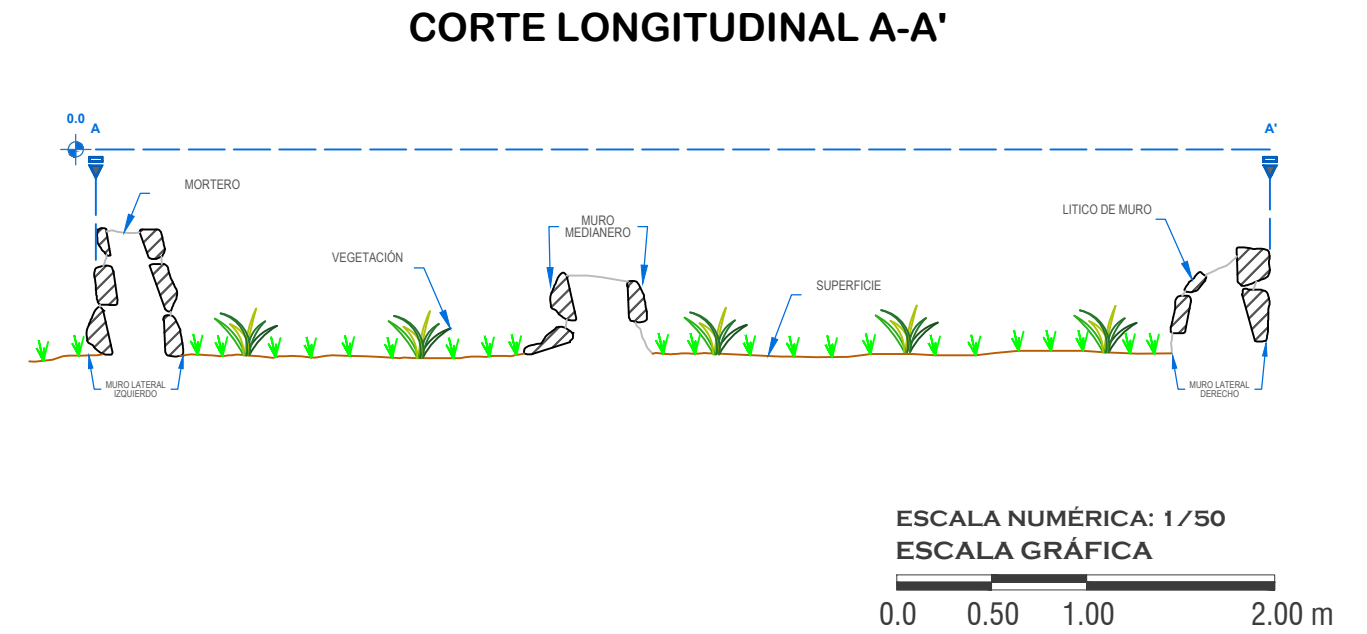 CORTE LONGITUDINAL A-A'
0.0
A
A'
MORTERO
LITICO DE MURO
MURO
MEDIANERO
VEGETACIÓN
SUPERFICIE
MURO LATERAL
IZQUIERDO
MURO LATERAL
DERECHO
ESCALA NUMÉRICA: 1/50
ESCALA GRÁFICA
0.0 0.50 1.00 2.00 m